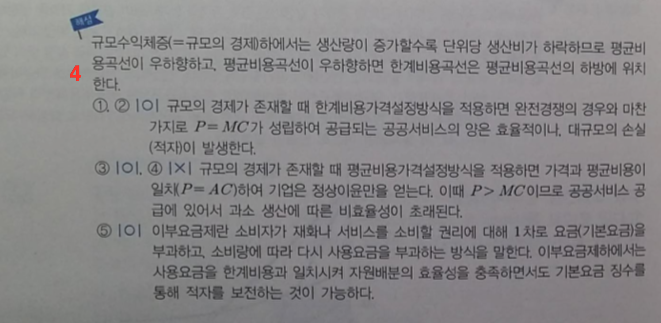 해설
4
규모수익체증(=규모의 경제)하에서는 생산량이 증가할수록 단위당 생산비가 하락하므로 평균비
용곡선이 우하향하고, 평균비용곡선이 우하향하면 한계비용곡선은 평균비용곡선의 하방에 위치
한다.
①, ② |O| 규모의 경제가 존재할 때 한계비용가격설정방식을 적용하면 완전경쟁의 경우와 마찬
가지로 P=MC가 성립하여 공급되는 공공서비스의 양은 효율적이나, 대규모의 손실
(적자)이 발생한다.
③ |O|, ④ |×| 규모의 경제가 존재할 때 평균비용가격설정방식을 적용하면 가격과 평균비용이
일치(P=AC)하여 기업은 정상이윤만을 얻는다. 이때 P>MC이므로 공공서비스 공
급에 있어서 과소 생산에 따른 비효율성이 초래된다.
⑤ |O| 이부요금제란 소비자가 재화나 서비스를 소비할 권리에 대해 1차로 요금(기본요금)을
부과하고, 소비량에 따라 다시 사용요금을 부과하는 방식을 말한다. 이부요금제하에서는
사용요금을 한계비용과 일치시켜 자원배분의 효율성을 충족하면서도 기본요금 징수를
통해 적자를 보전하는 것이 가능하다.